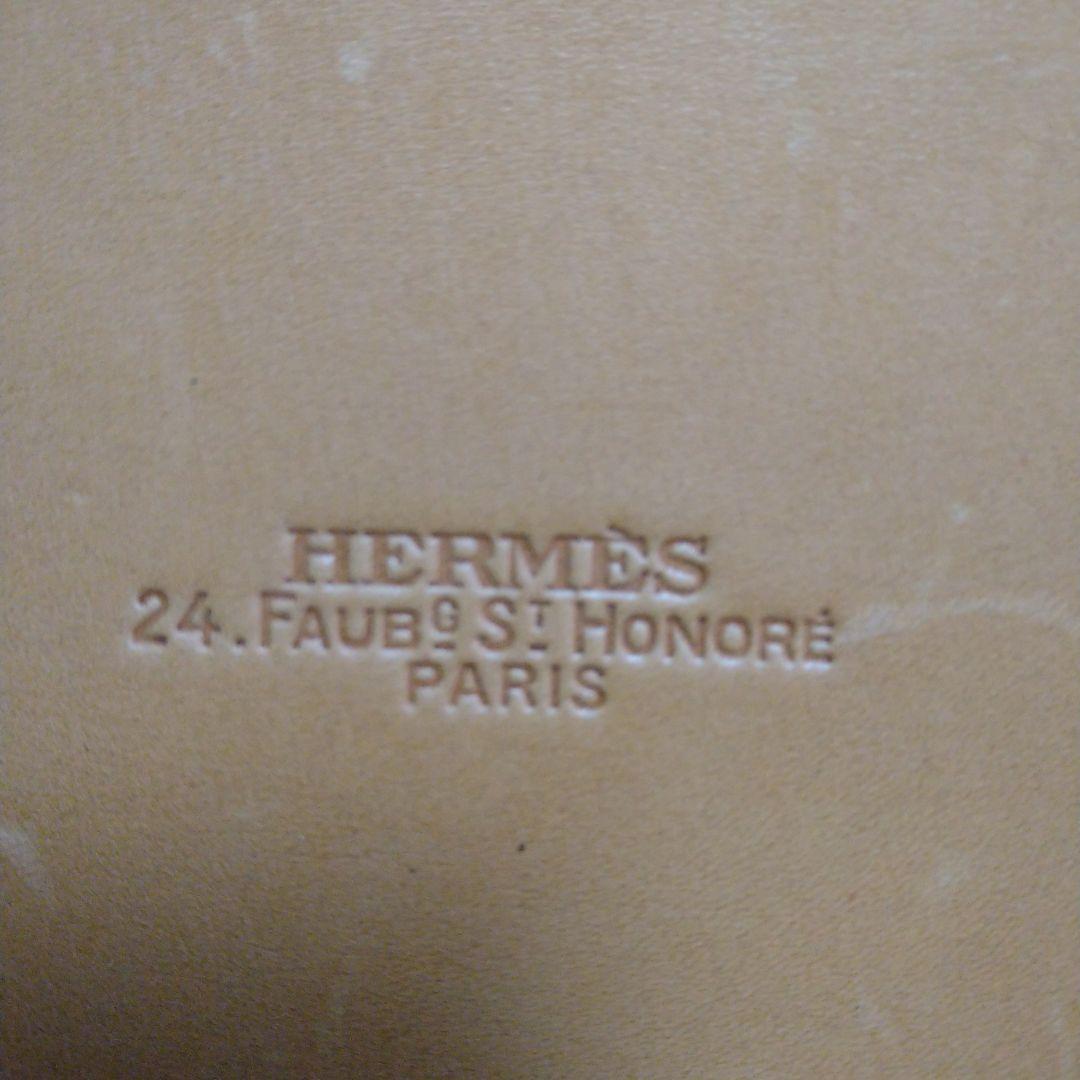 HERMÈS
24. FAUBG ST HONORÉ
PARIS